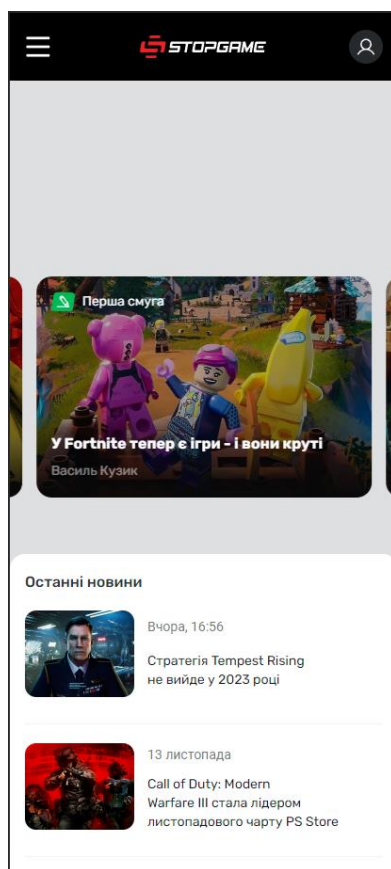 STOPGAME
Перша смуга
У Fortnite тепер є ігри - і вони круті
Василь Кузик
Останні новини
Вчора, 16:56
Стратегія Tempest Rising
не вийде у 2023 році
13 листопада
Call of Duty: Modern
Warfare III стала лідером
листопадового чарту PS Store